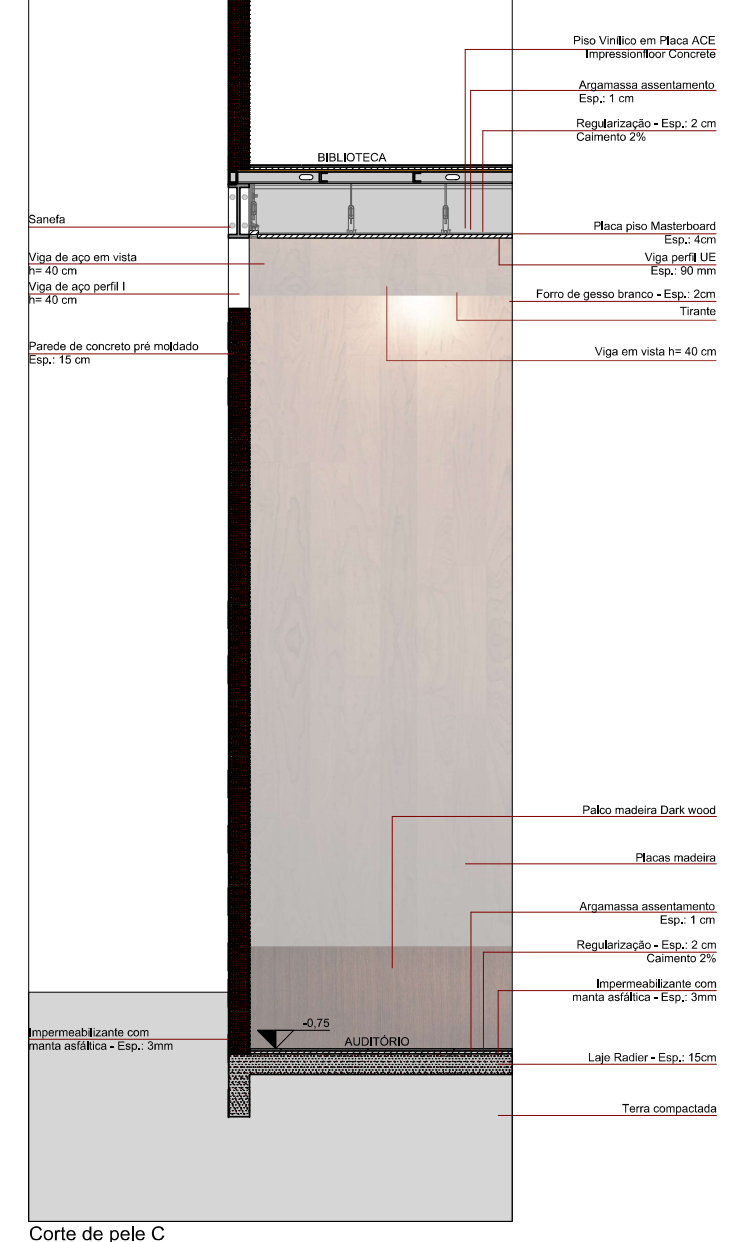 Piso Vinílico em Placa ACE
Impressionfloor Concrete
Argamassa assentamento
Esp.: 1 cm
Regularização - Esp.: 2 cm
Caimento 2%
BIBLIOTECA
Sanefa
Placa piso Masterboard
Esp.: 4cm
Viga de aço em vista
h= 40 cm
Viga perfil UE
Esp.: 90 mm
Viga de aço perfil I
h= 40 cm
Forro de gesso branco - Esp.: 2cm
Tirante
Parede de concreto pré moldado
Esp.: 15 cm
Viga em vista h= 40 cm
Palco madeira Dark wood
Placas madeira
Argamassa assentamento
Esp.: 1 cm
Regularização - Esp.: 2 cm
Caimento 2%
Impermeabilizante com
manta asfáltica - Esp.: 3mm
-0,75
Impermeabilizante com
manta asfáltica - Esp.: 3mm
AUDITÓRIO
Laje Radier - Esp.: 15cm
Terra compactada
Corte de pele C